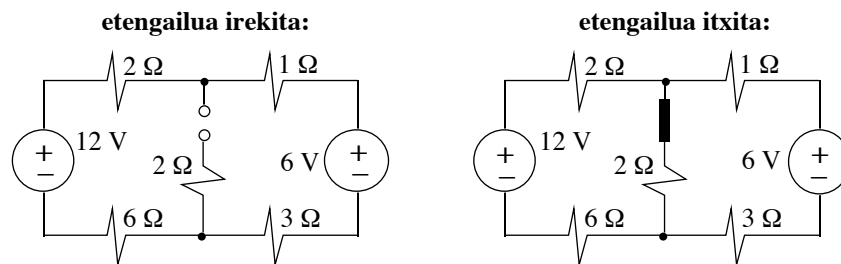 etengailua irekita:
2 Ω 1 Ω
12 V
2 Ω 6 V
6 Ω 3 Ω
etengailua itxita:
2 Ω 1 Ω
12 V
2 Ω 6 V
6 Ω 3 Ω